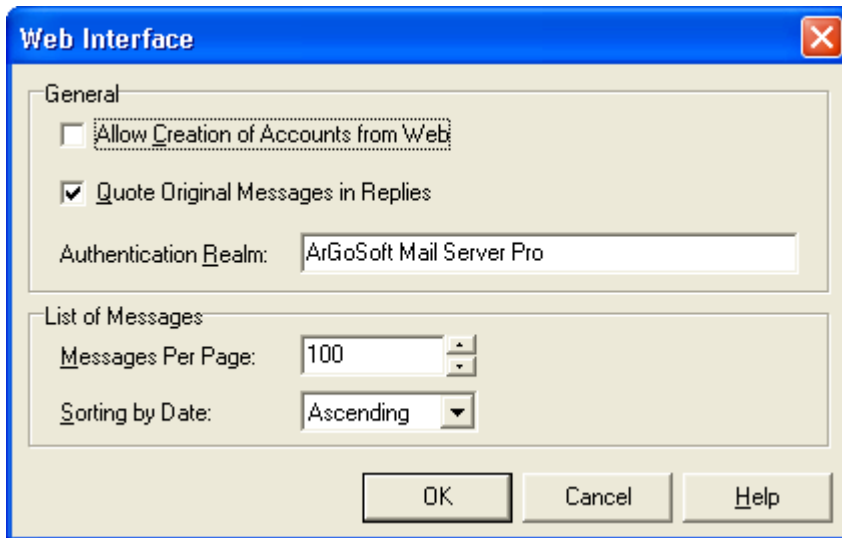 Web Interface
General
Allow Creation of Accounts from Web
Quote Original Messages in Replies
Authentication Realm: ArGoSoft Mail Server Pro
List of Messages
Messages Per Page: 100
Sorting by Date: Ascending
OK Cancel Help